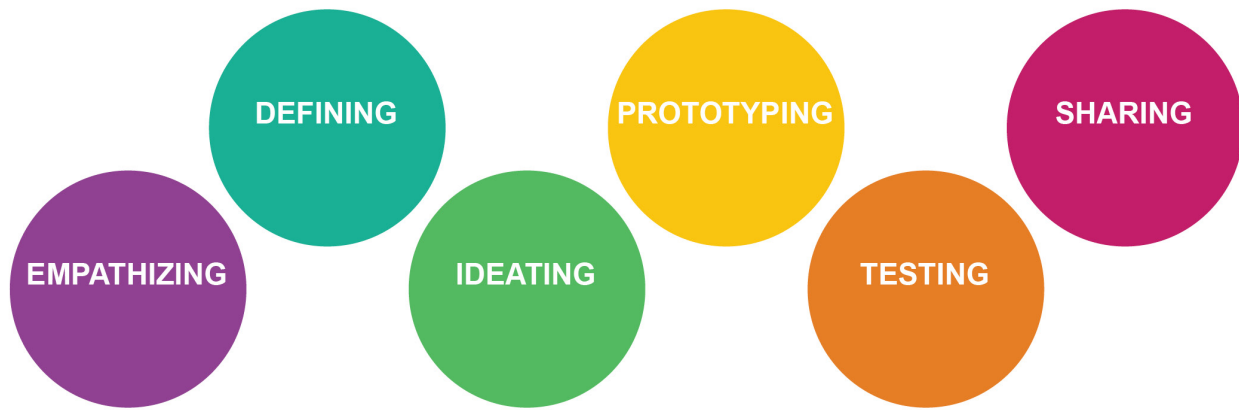 EMPATHIZING
DEFINING
IDEATING
PROTOTYPING
TESTING
SHARING